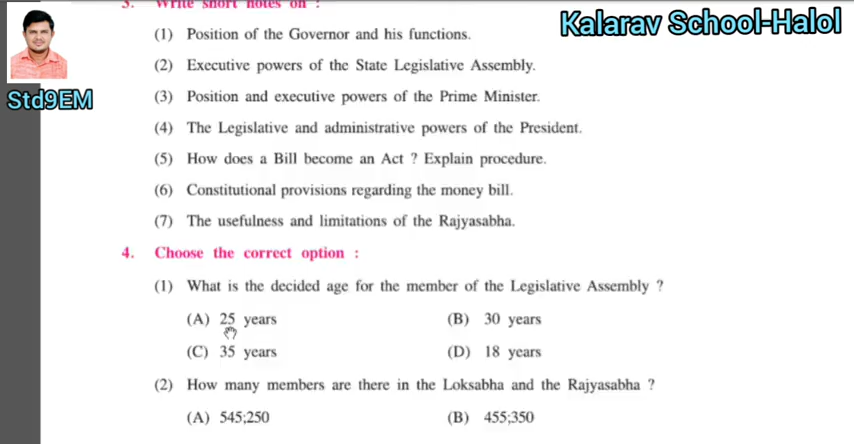 3. Write short notes on :
Kalarav School-Halol
(1) Position of the Governor and his functions.
(2) Executive powers of the State Legislative Assembly.
Std9EM
(3) Position and executive powers of the Prime Minister.
(4) The Legislative and administrative powers of the President.
(5) How does a Bill become an Act ? Explain procedure.
(6) Constitutional provisions regarding the money bill.
(7) The usefulness and limitations of the Rajyasabha.
4. Choose the correct option :
(1) What is the decided age for the member of the Legislative Assembly ?
(A) 25 years (B) 30 years
(C) 35 years (D) 18 years
(2) How many members are there in the Loksabha and the Rajyasabha ?
(A) 545;250 (B) 455;350